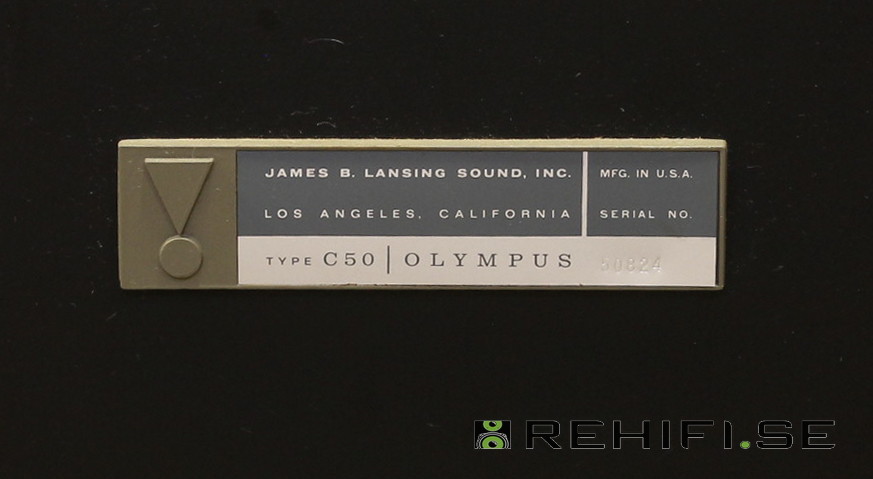 JAMES B. LANSING SOUND, INC.
LOS ANGELES, CALIFORNIA
MFG. IN U.S.A.
SERIAL NO.
TYPE C50 | OLYMPUS
50824
REHIFI.SE